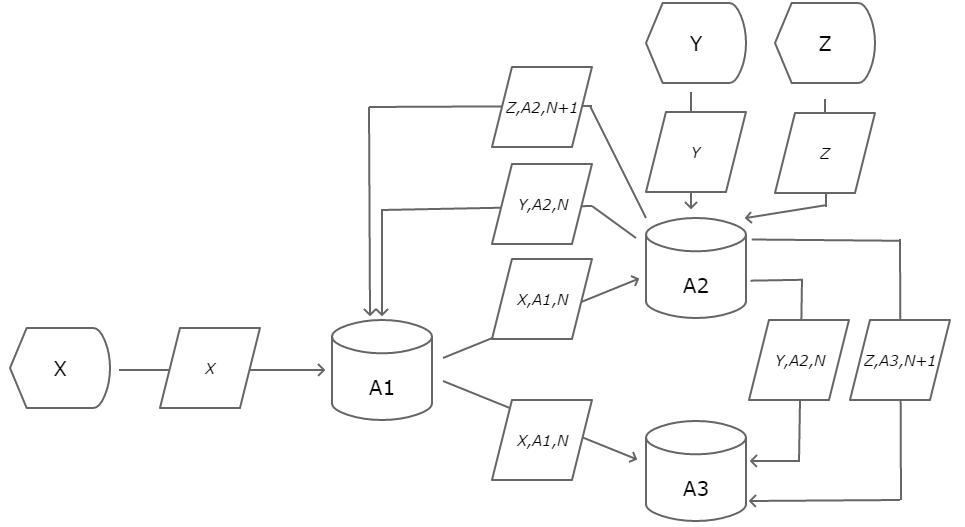 Y
Z
Z,A2,N+1
Y
Z
Y,A2,N
X,A1,N
A2
X
X
A1
Y,A2,N
Z,A3,N+1
X,A1,N
A3